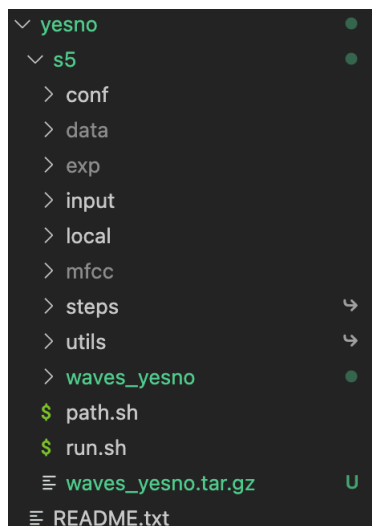 yesno
s5
conf
data
exp
input
local
mfcc
steps
utils
waves_yesno
$ path.sh
$ run.sh
waves_yesno.tar.gz U
README.txt